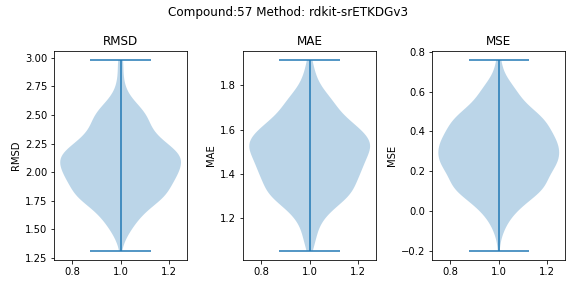 Compound:57 Method: rdkit-srETKDGv3
RMSD
MAE
MSE
RMSD
3.00
2.75
2.50
2.25
2.00
1.75
1.50
1.25
0.8 1.0 1.2
MAE
1.8
1.6
1.4
1.2
0.8 1.0 1.2
MSE
0.8
0.6
0.4
0.2
0.0
−0.2
0.8 1.0 1.2